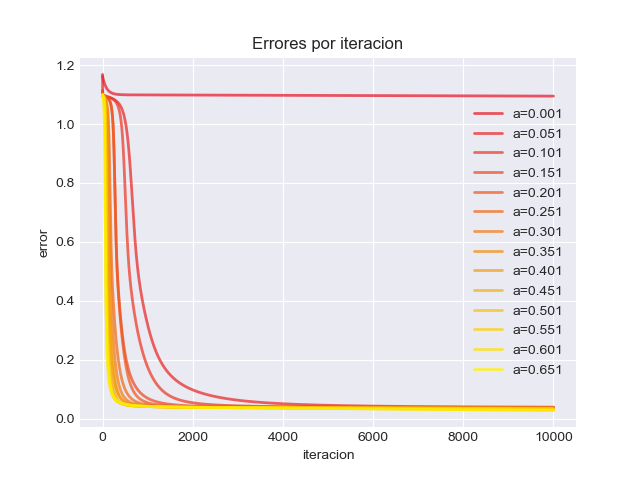 Errores por iteracion
1.2
1.0
0.8
0.6
0.4
0.2
0.0
error
a=0.001
a=0.051
a=0.101
a=0.151
a=0.201
a=0.251
a=0.301
a=0.351
a=0.401
a=0.451
a=0.501
a=0.551
a=0.601
a=0.651
0 2000 4000 6000 8000 10000
iteracion